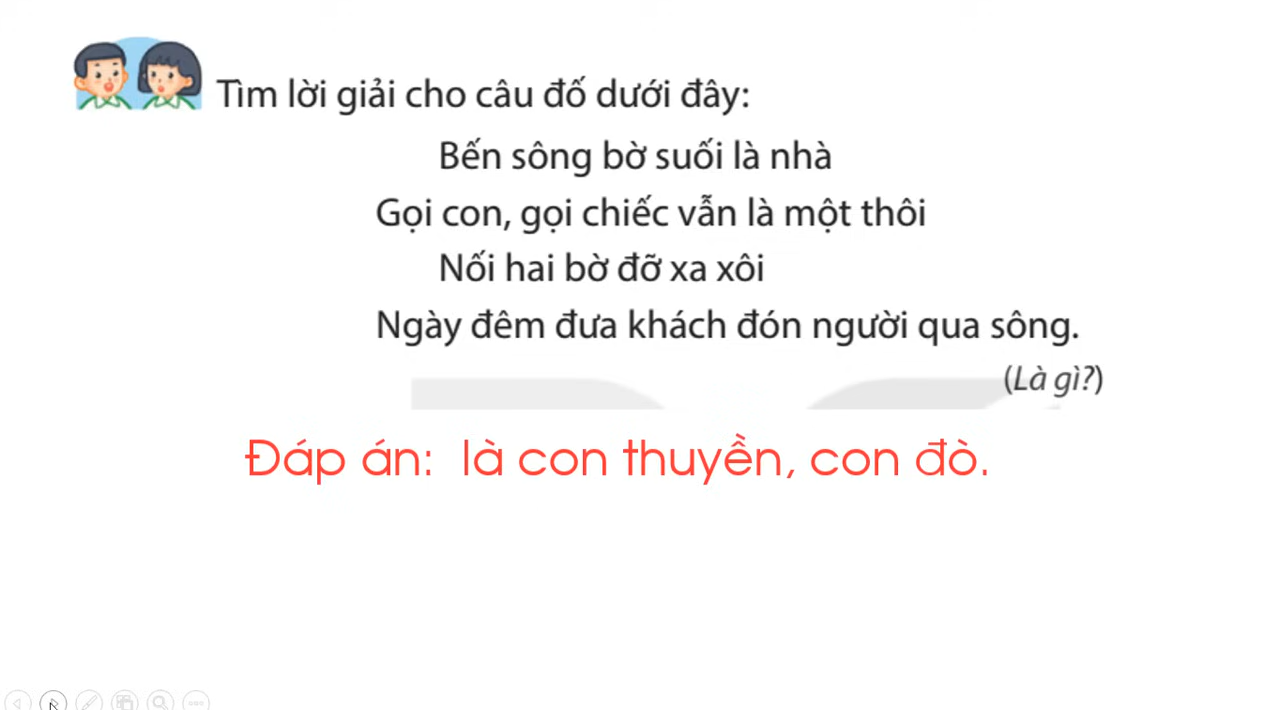 Tìm lời giải cho câu đố dưới đây:
Bến sông bờ suối là nhà
Gọi con, gọi chiếc vẫn là một thôi
Nối hai bờ đỡ xa xôi
Ngày đêm đưa khách đón người qua sông.
(Là gì?)
Đáp án: là con thuyền, con đò.